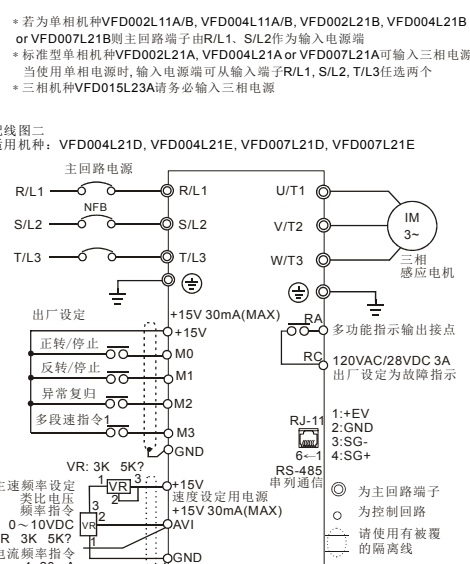 ＊若为单相机种VFD002L11A/B, VFD004L11A/B, VFD002L21B, VFD004L21B
or VFD007L21B则主回路端子由R/L1、S/L2作为输入电源端
＊标准型单相机种VFD002L21A, VFD004L21A or VFD007L21A可输入三相电源
当使用单相电源时, 输入电源端可从输入端子R/L1, S/L2, T/L3任选两个
＊三相机种VFD015L23A请务必输入三相电源
配线图二
适用机种：VFD004L21D, VFD004L21E, VFD007L21D, VFD007L21E
主回路电源
R/L1
R/L1
U/T1
NFB
IM
3~
S/L2
S/L2
V/T2
T/L3
T/L3
W/T3
三相
感应电机
出厂设定
+15V 30mA(MAX)
RA
+15V
多功能指示输出接点
正转/停止
M0
RC
120VAC/28VDC 3A
出厂设定为故障指示
反转/停止
M1
异常复归
M2
多段速指令1
M3
GND
RJ-11
6←1
1:+EV
2:GND
3:SG-
4:SG+
RS-485
串列通信
VR: 3K 5K?
主速频率设定
1
VR
3
2
+15V
速度设定用电源
+15V 30mA(MAX)
类比电压
频率指令
0～10VDC
3
VR
2
1
AVI
VR 3K 5K?
电流频率指令
GND
为主回路端子
为控制回路
请使用有被覆
的隔离线